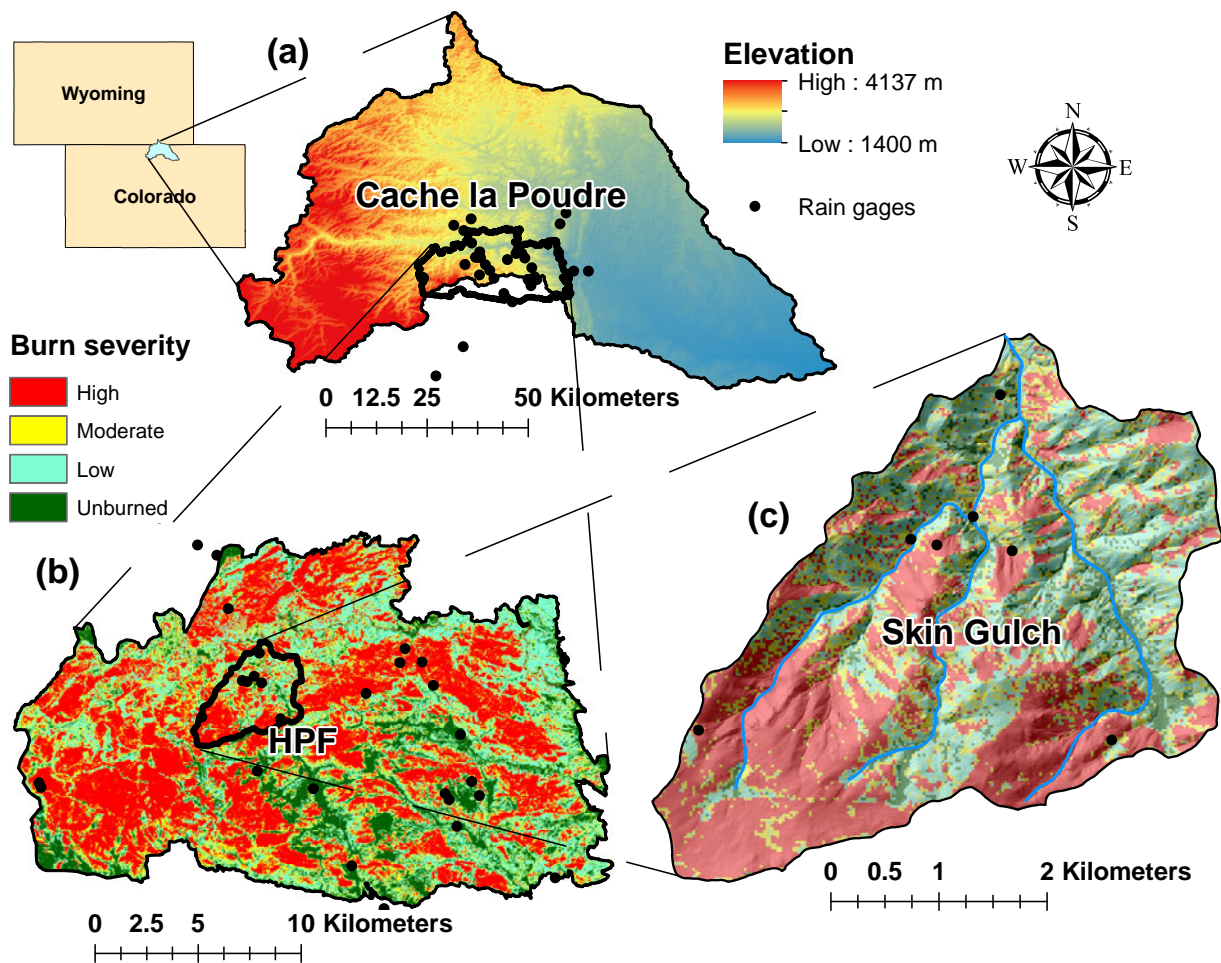 (a)
Wyoming
Colorado
Cache la Poudre
Elevation
High : 4137 m
Low : 1400 m
Rain gages
N
W
E
S
0 12.5 25 50 Kilometers
Burn severity
High
Moderate
Low
Unburned
(b)
HPF
0 2.5 5 10 Kilometers
(c)
Skin Gulch
0 0.5 1 2 Kilometers